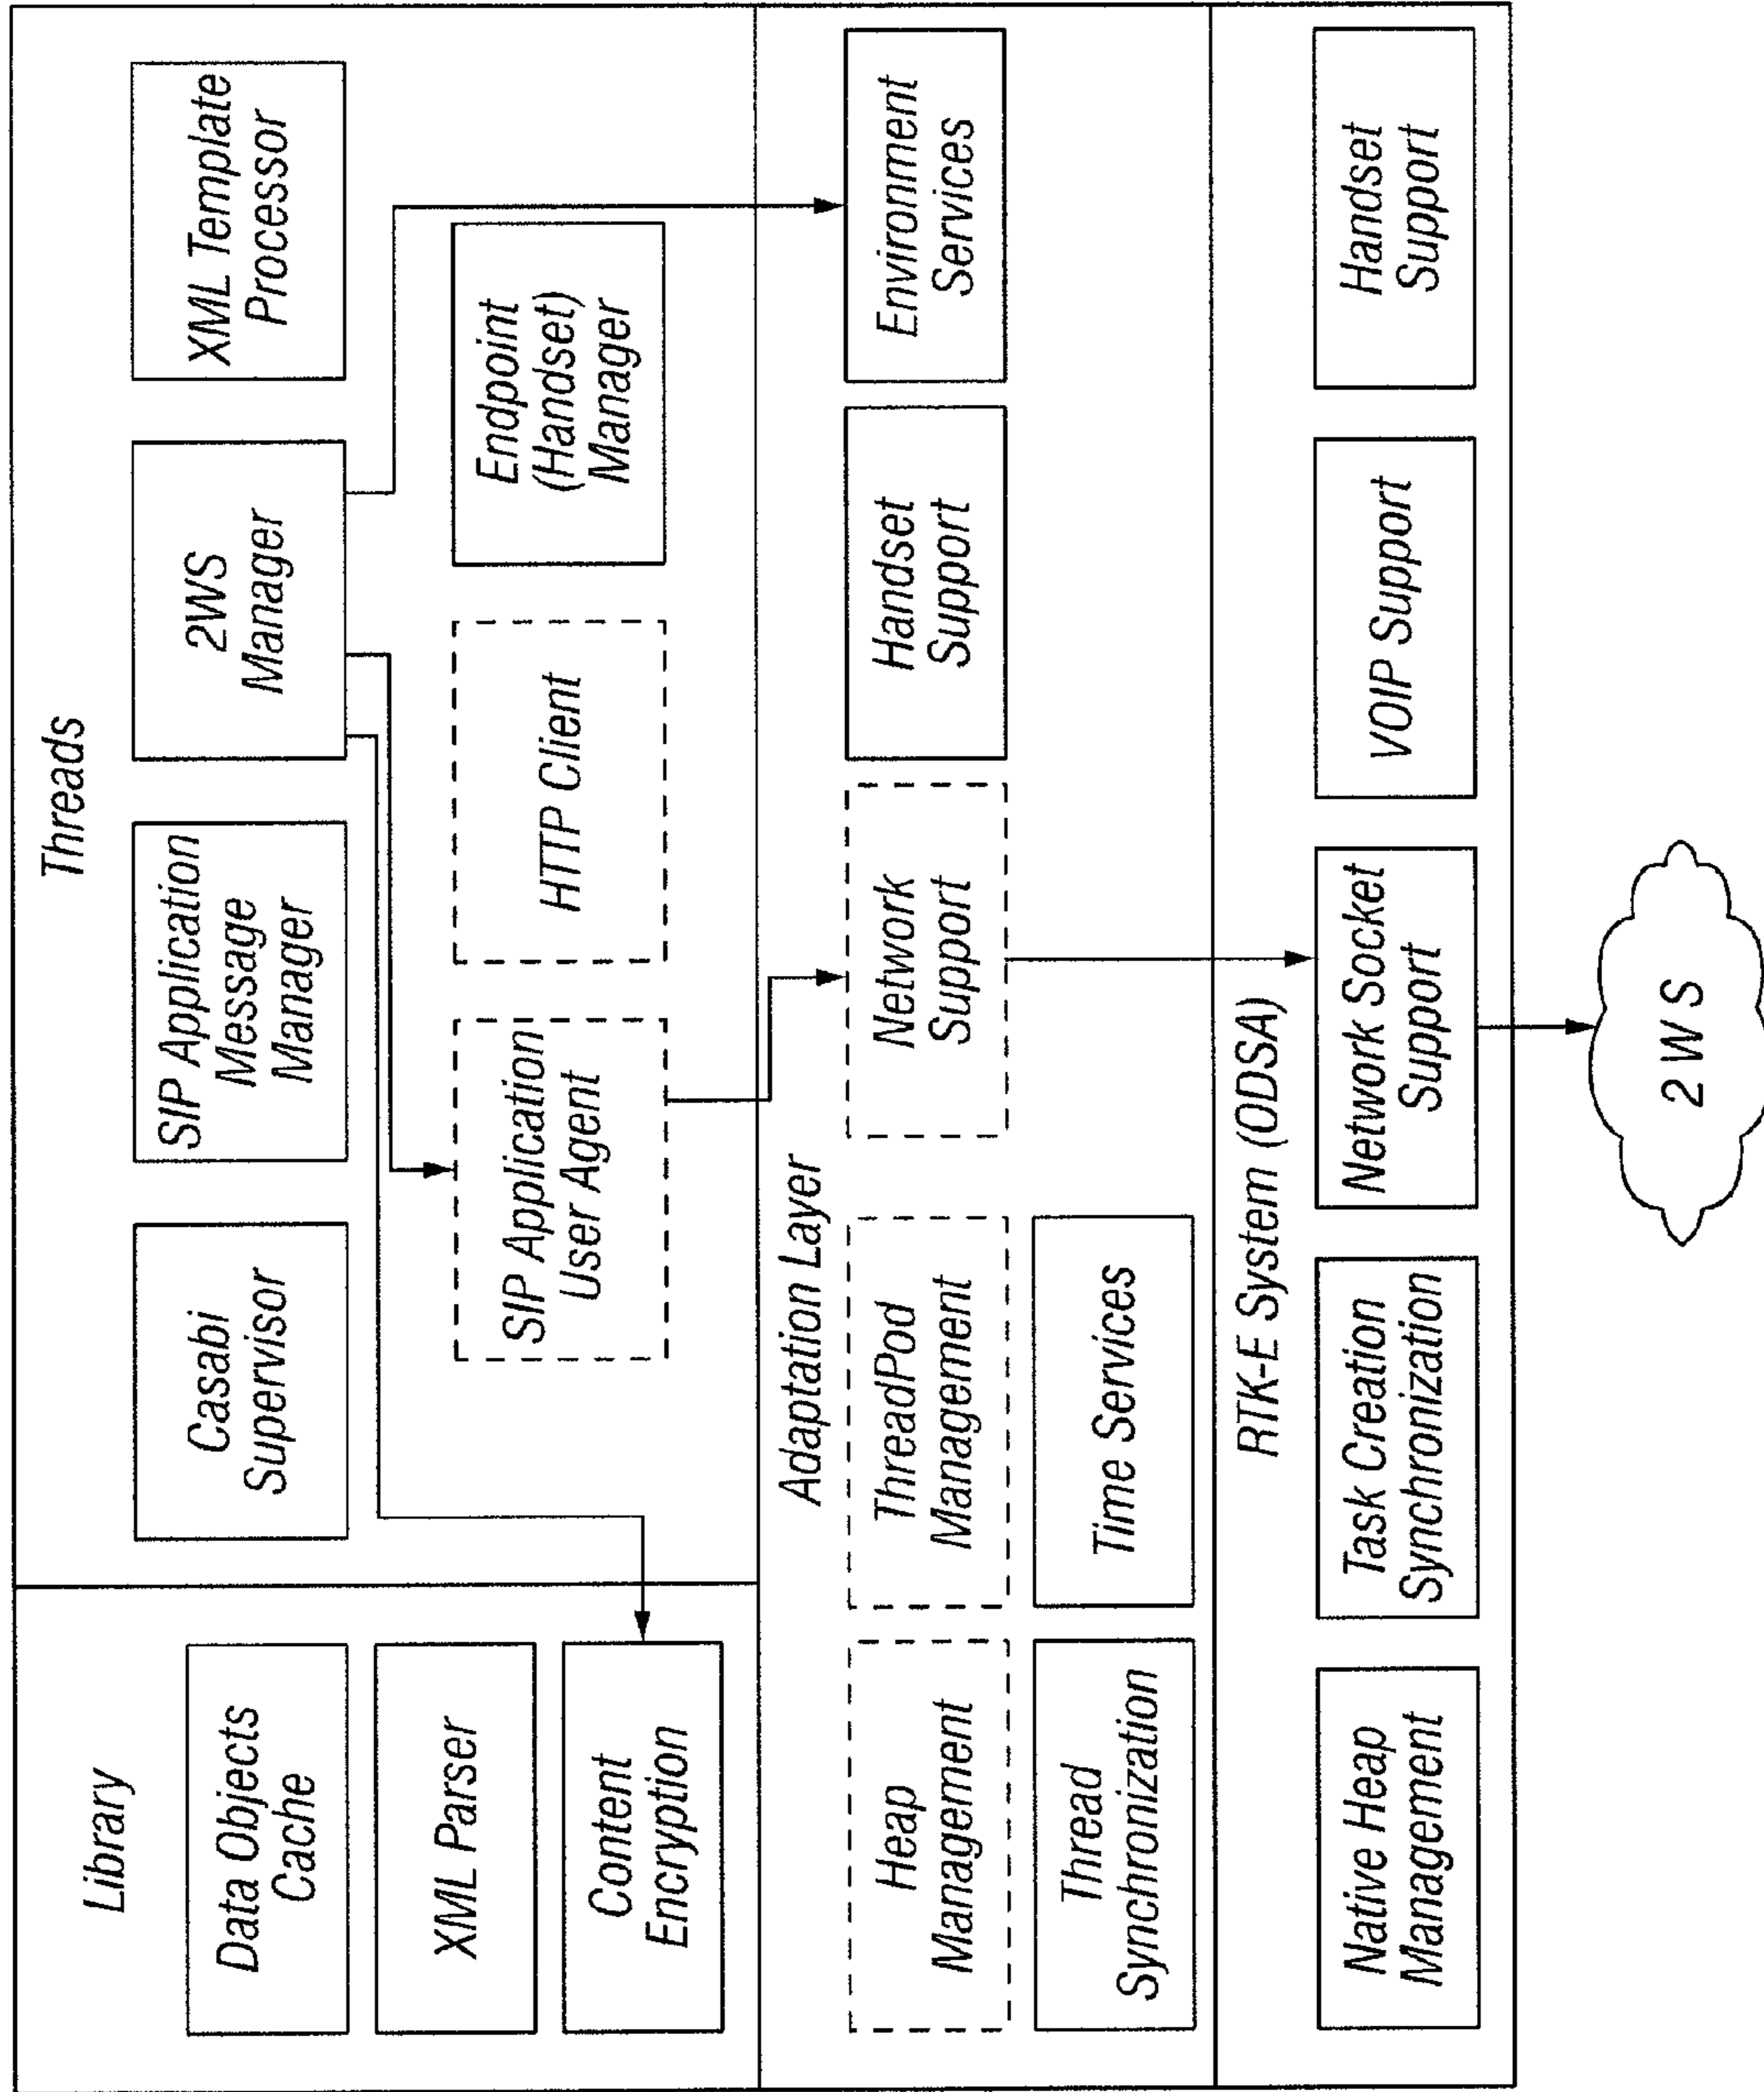 Library
Data Objects
Cache
XML Parser
Content
Encryption
Threads
Casabi
Supervisor
SIP Application
Message
Manager
2WS
Manager
XML Template
Processor
SIP Application
User Agent
HTTP Client
Endpoint
(Handset)
Manager
Adaptation Layer
Heap
Management
ThreadPod
Management
Network
Support
Handset
Support
Environment
Services
Thread
Synchronization
Time Services
RTK-E System (ODSA)
Native Heap
Management
Task Creation
Synchronization
Network Socket
Support
VOIP Support
Handset
Support
2 W S